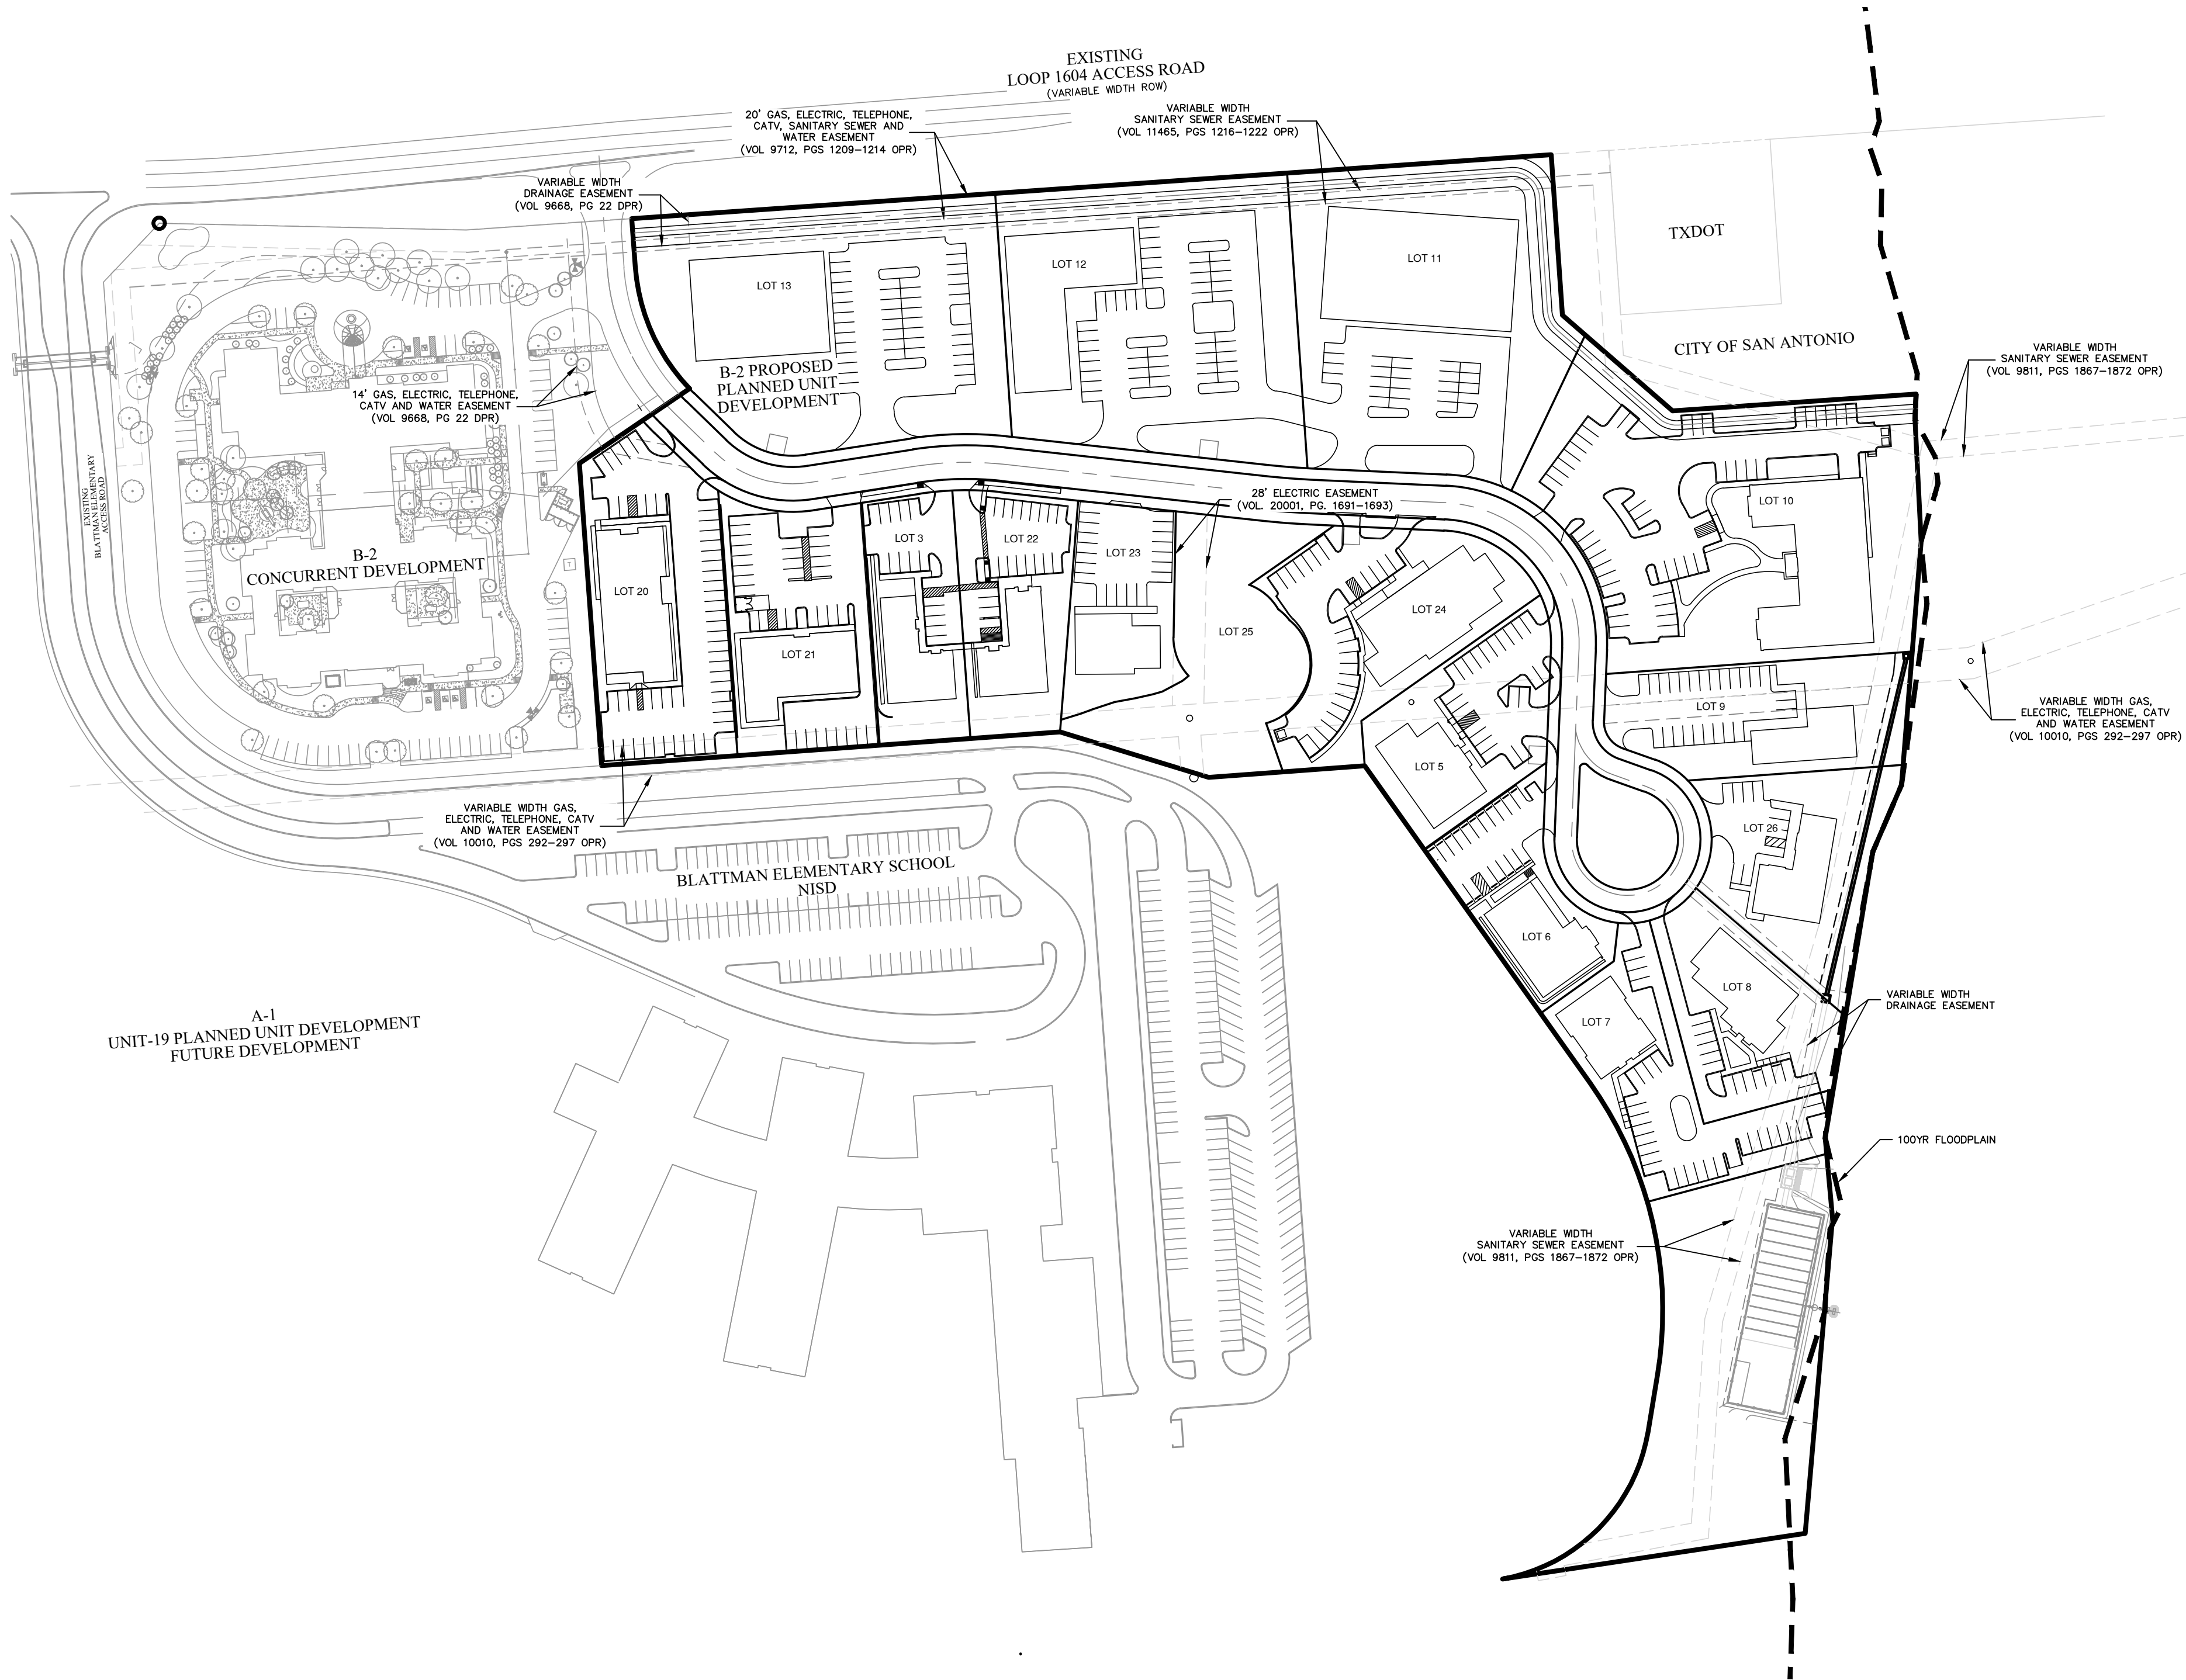 EXISTING
LOOP 1604 ACCESS ROAD
(VARIABLE WIDTH ROW)
20' GAS, ELECTRIC, TELEPHONE,
CATV, SANITARY SEWER AND
WATER EASEMENT
(VOL 9712, PGS 1209-1214 OPR)
VARIABLE WIDTH
SANITARY SEWER EASEMENT
(VOL 11465, PGS 1216-1222 OPR)
VARIABLE WIDTH
DRAINAGE EASEMENT
(VOL 9668, PG 22 DPR)
TXDOT
CITY OF SAN ANTONIO
VARIABLE WIDTH
SANITARY SEWER EASEMENT
(VOL 9811, PGS 1867-1872 OPR)
LOT 13
LOT 12
LOT 11
B-2 PROPOSED
PLANNED UNIT
DEVELOPMENT
14' GAS, ELECTRIC, TELEPHONE,
CATV AND WATER EASEMENT
(VOL 9668, PG 22 DPR)
EXISTING
BLATTMAN ELEMENTARY
ACCESS ROAD
B-2
CONCURRENT DEVELOPMENT
T
28' ELECTRIC EASEMENT
(VOL. 20001, PG. 1691-1693)
LOT 10
LOT 3
LOT 22
LOT 23
LOT 20
LOT 21
LOT 25
LOT 24
LOT 9
VARIABLE WIDTH GAS,
ELECTRIC, TELEPHONE, CATV
AND WATER EASEMENT
(VOL 10010, PGS 292-297 OPR)
LOT 5
VARIABLE WIDTH GAS,
ELECTRIC, TELEPHONE, CATV
AND WATER EASEMENT
(VOL 10010, PGS 292-297 OPR)
LOT 26
BLATTMAN ELEMENTARY SCHOOL
NISD
LOT 6
LOT 8
LOT 7
VARIABLE WIDTH
DRAINAGE EASEMENT
A-1
UNIT-19 PLANNED UNIT DEVELOPMENT
FUTURE DEVELOPMENT
100YR FLOODPLAIN
VARIABLE WIDTH
SANITARY SEWER EASEMENT
(VOL 9811, PGS 1867-1872 OPR)